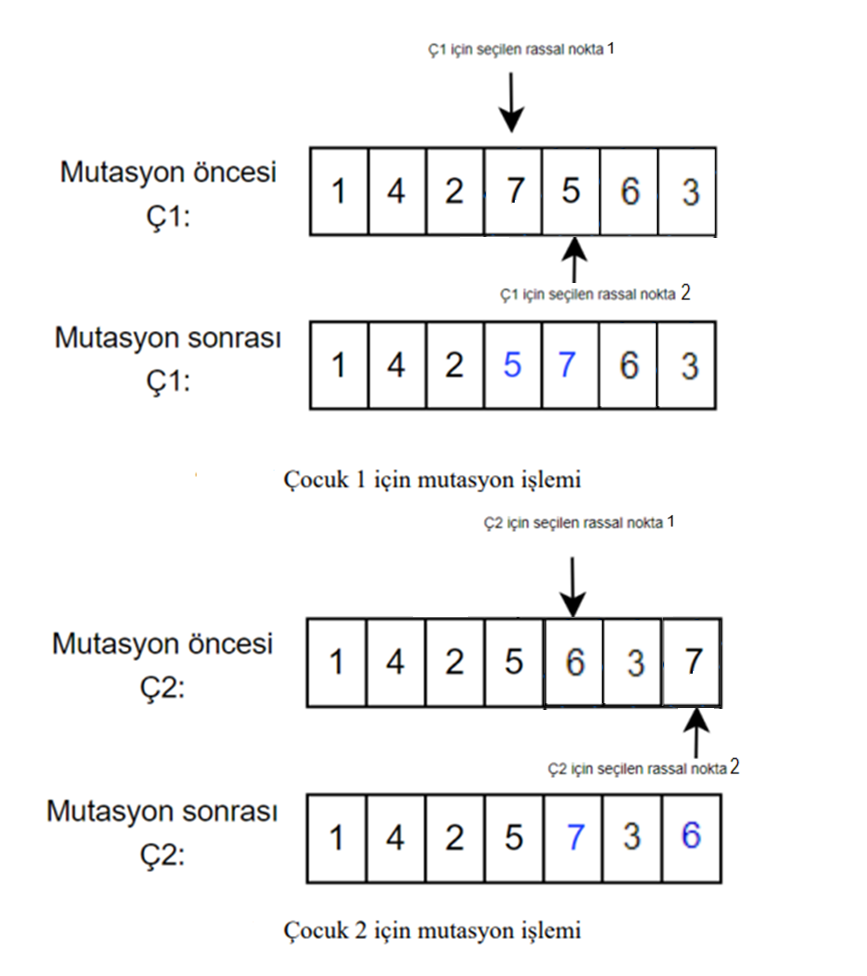 Ç1 için seçilen rassal nokta 1
Mutasyon öncesi
Ç1:
1 4 2 7 5 6 3
Ç1 için seçilen rassal nokta 2
Mutasyon sonrası
Ç1:
1 4 2 5 7 6 3
Çocuk 1 için mutasyon işlemi
Ç2 için seçilen rassal nokta 1
Mutasyon öncesi
Ç2:
1 4 2 5 6 3 7
Ç2 için seçilen rassal nokta 2
Mutasyon sonrası
Ç2:
1 4 2 5 7 3 6
Çocuk 2 için mutasyon işlemi